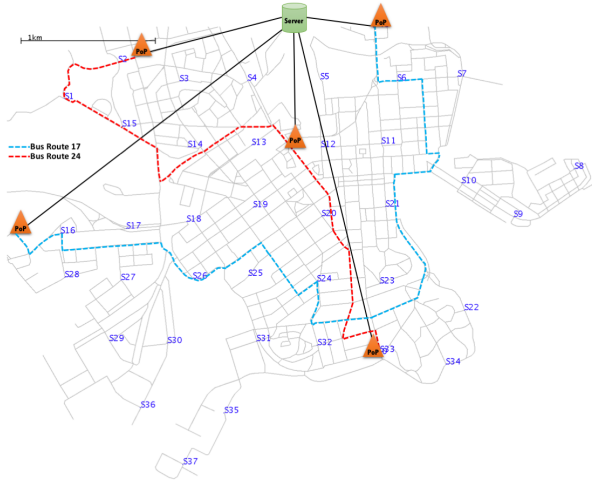 Server
PoP
1km
PoP
S2
S4
S5
S6
S7
S3
S1
S15
PoP
S14
S13
S12
S11
Bus Route 17
Bus Route 24
S8
S10
S9
S19
S20
S21
PoP
S16
S17
S18
S28
S27
S26
S25
S24
S23
S22
S29
S30
S31
S32
PoP
S33
S34
S36
S35
S37